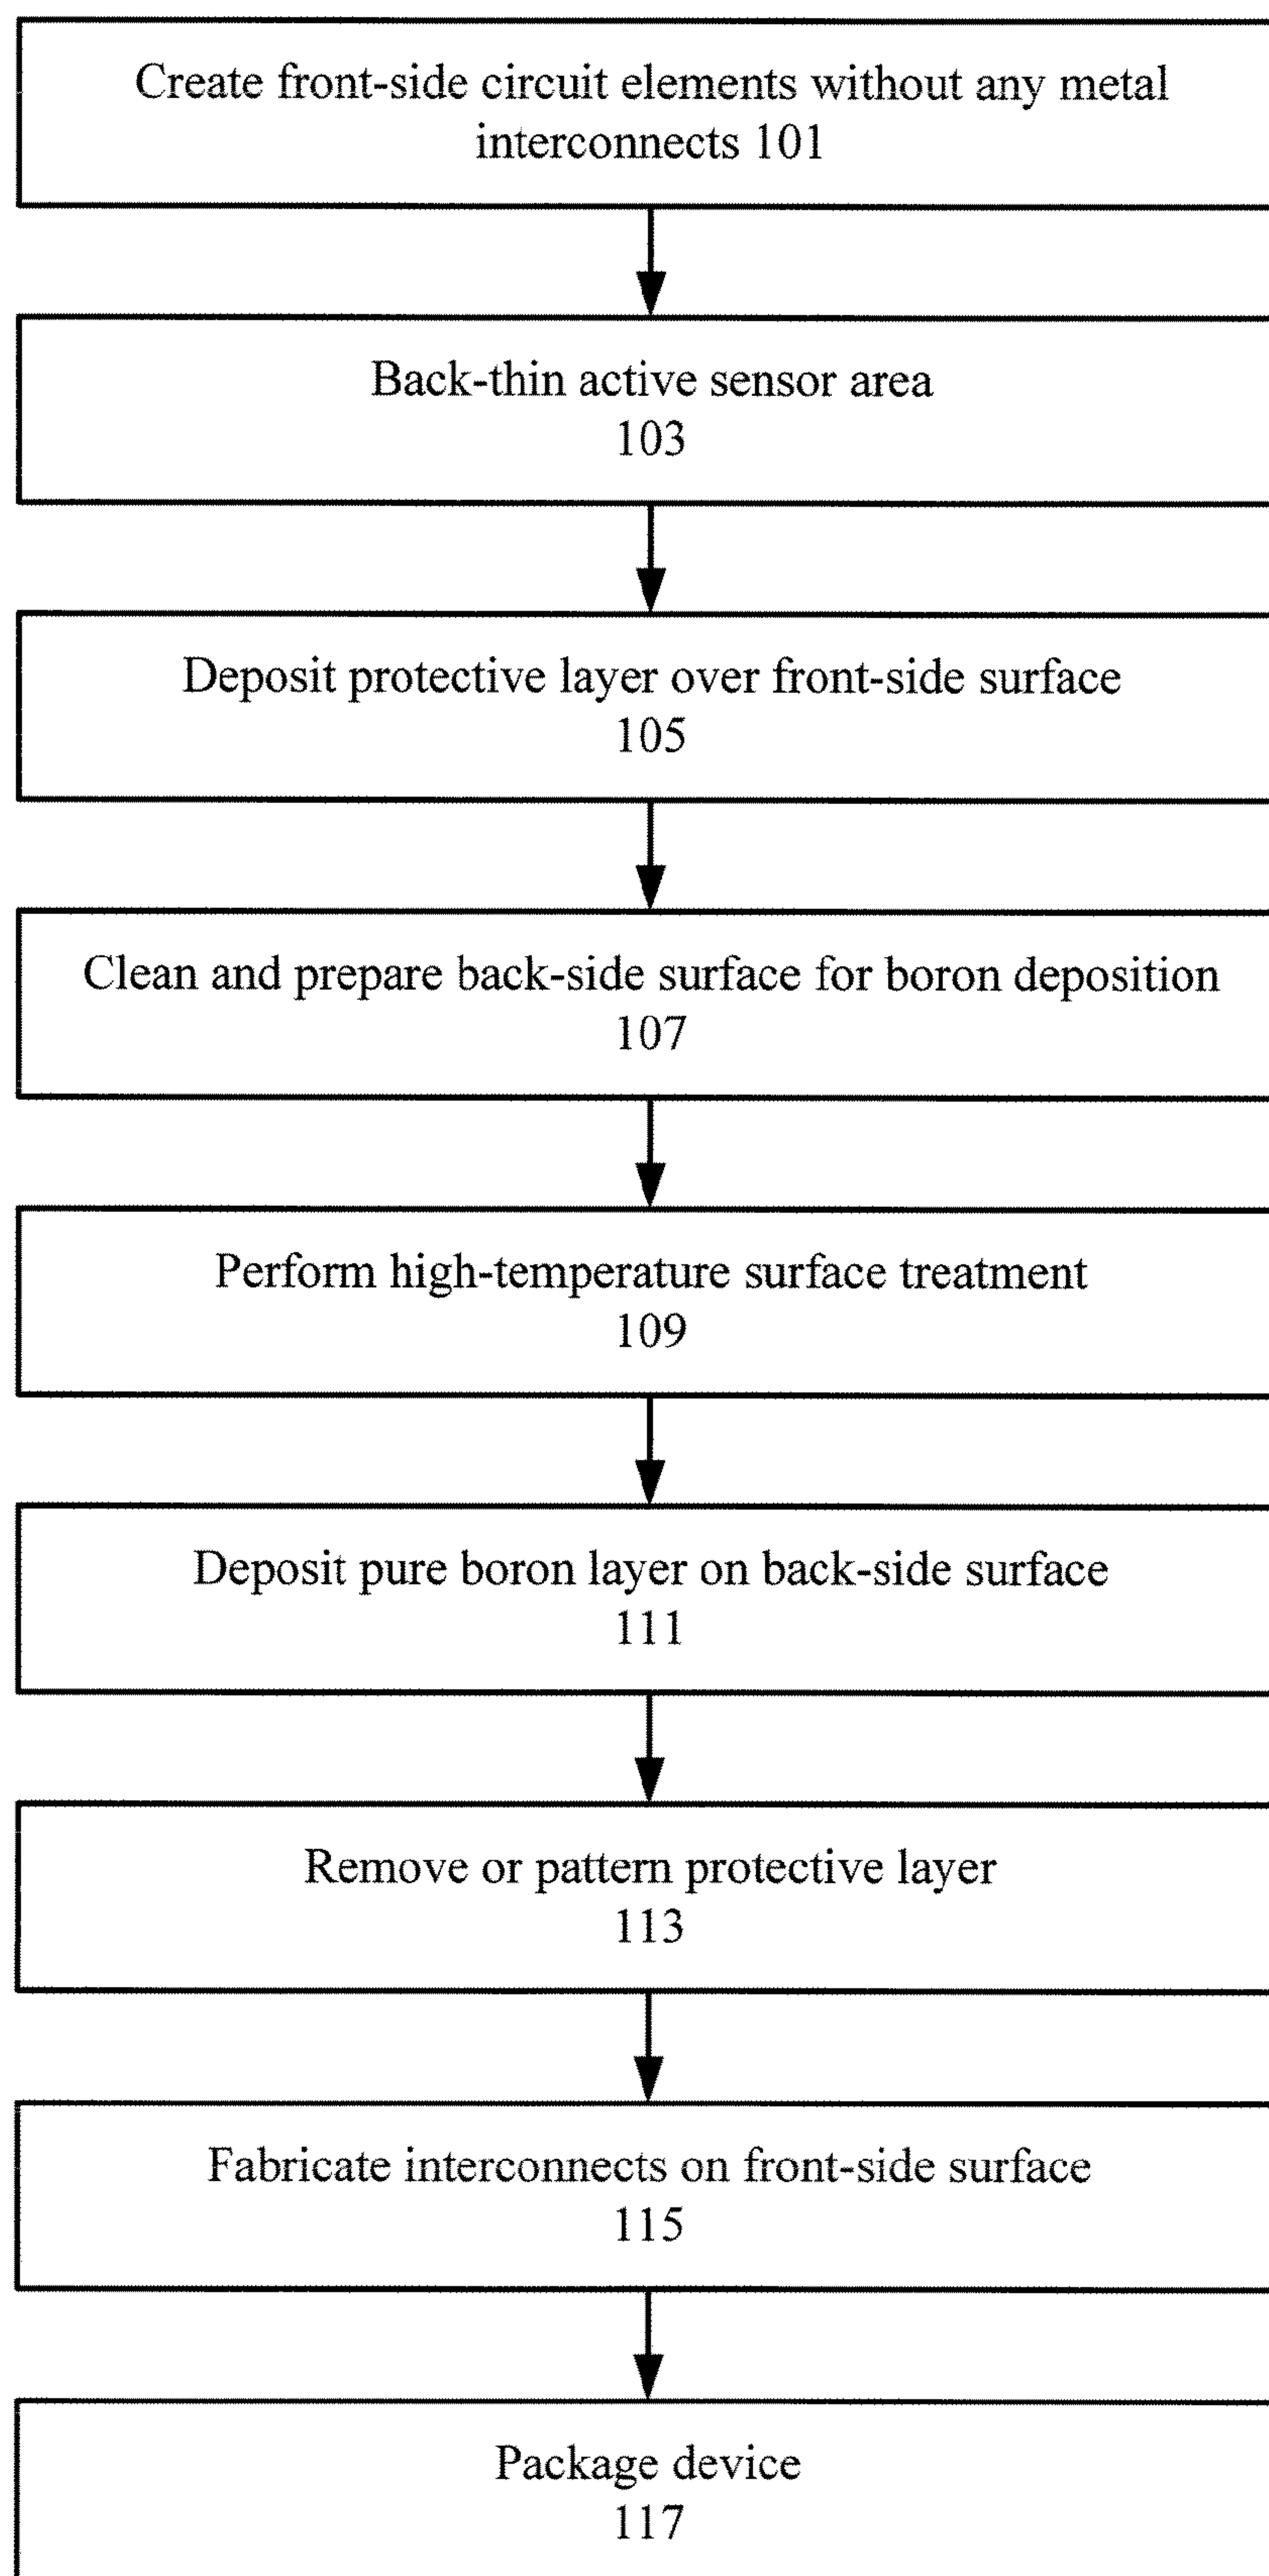 Create front-side circuit elements without any metal
interconnects 101
Back-thin active sensor area
103
Deposit protective layer over front-side surface
105
Clean and prepare back-side surface for boron deposition
107
Perform high-temperature surface treatment
109
Deposit pure boron layer on back-side surface
111
Remove or pattern protective layer
113
Fabricate interconnects on front-side surface
115
Package device
117